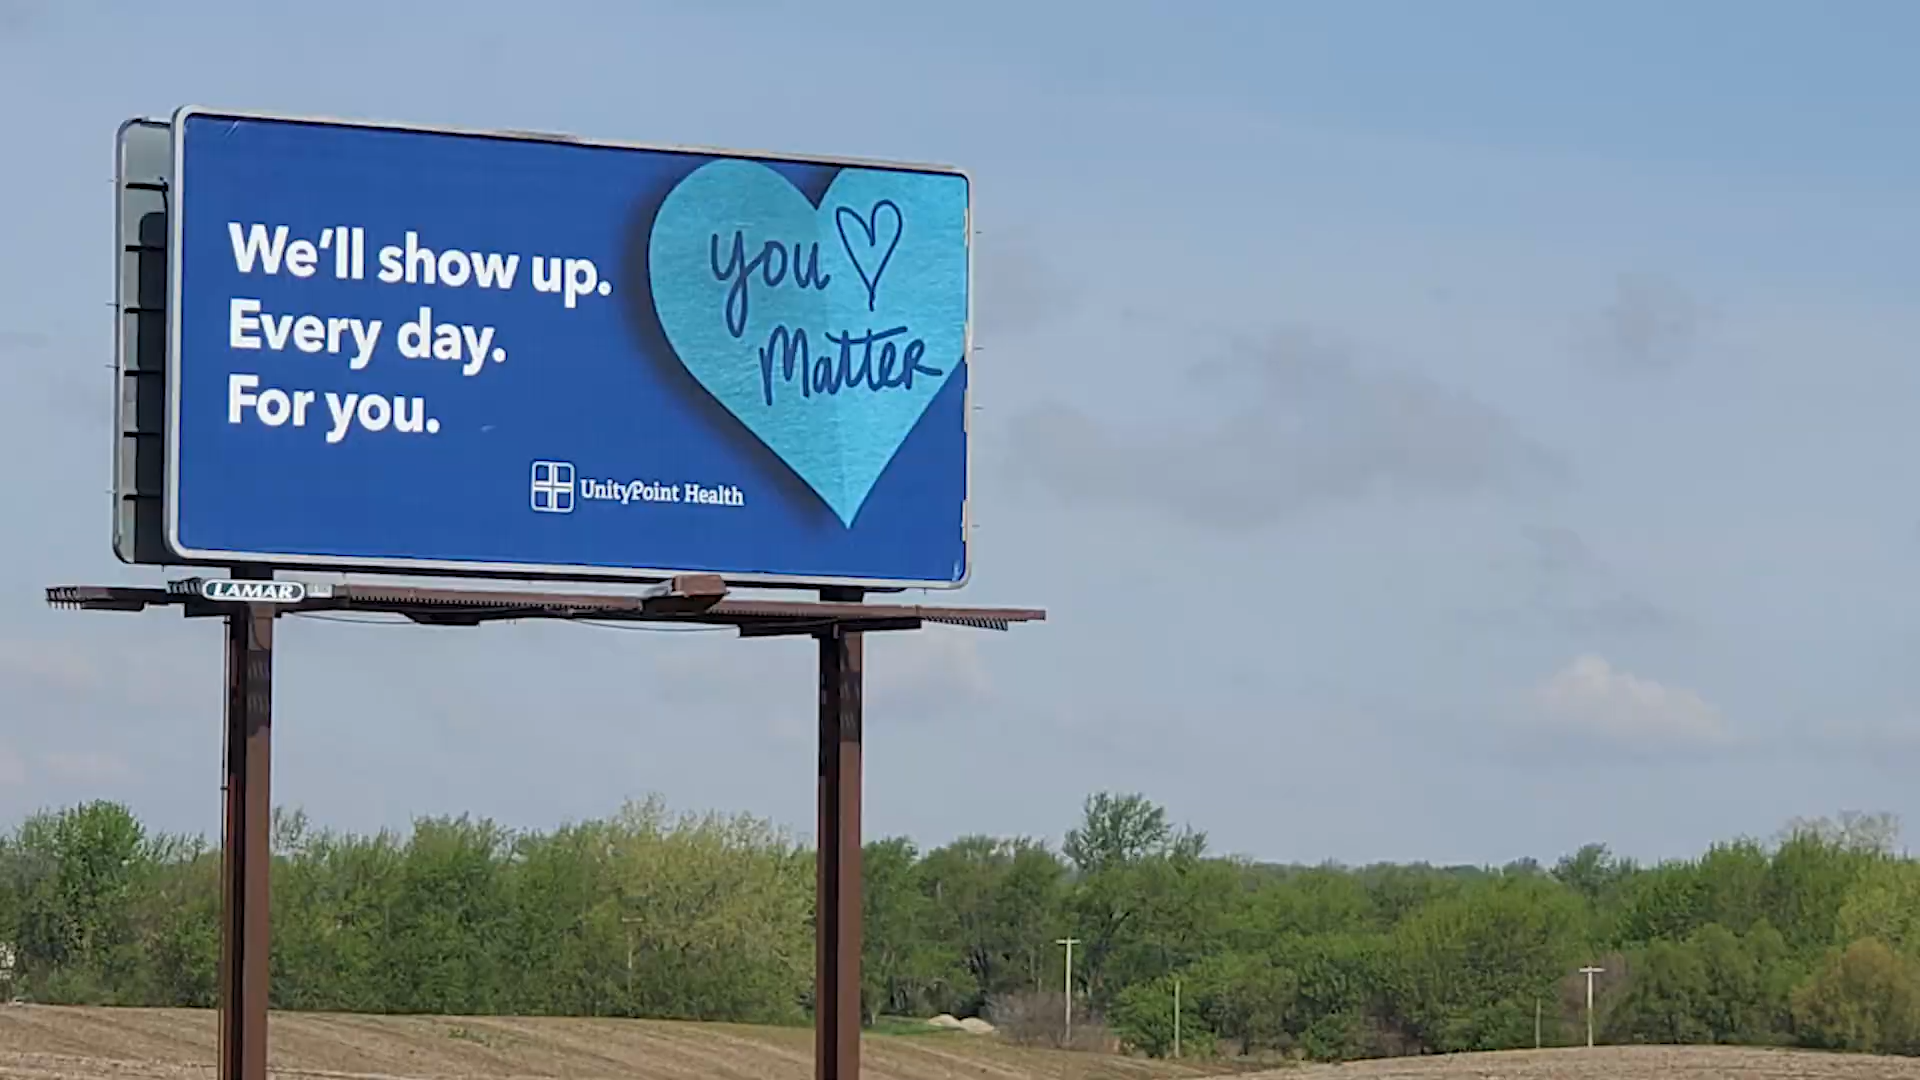 We'll show up.
Every day.
For you.
you
Matter
UnityPoint Health
LAMAR